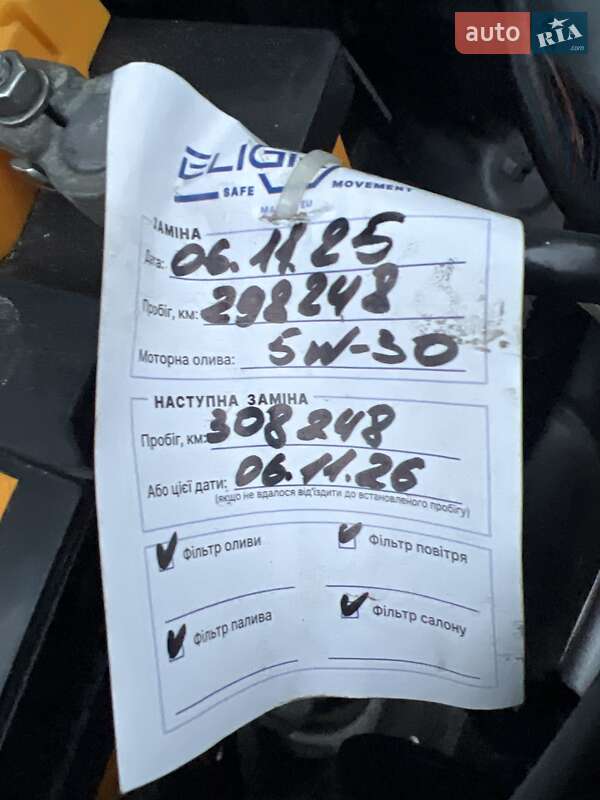 auto RIA .com
SAFE MOVEMENT
ЗАМІНА
Дата: 06.11.25
Пробіг, км: 298248
Моторна олива: 5W-30
НАСТУПНА ЗАМІНА
Пробіг, км: 308248
Або цієї дати: 06.11.26
(якщо не вдалося від'їздити до встановленого пробігу)
Фільтр оливи Фільтр повітря
Фільтр палива Фільтр салону